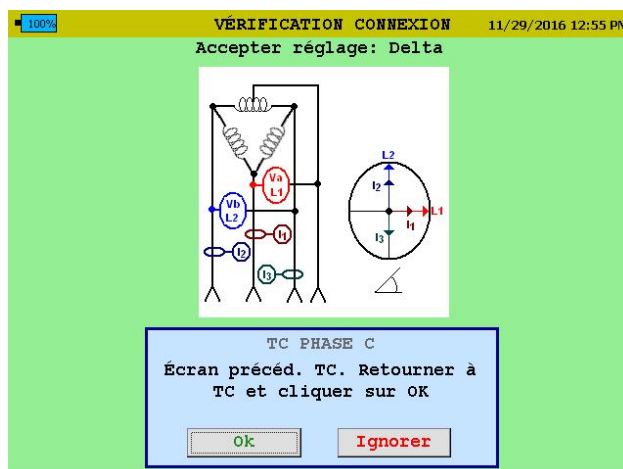 100%
VÉRIFICATION CONNEXION
11/29/2016 12:55 PM
Accepter réglage: Delta
Va
L1
Vb
L2
I1
I2
I3
L2
I2
I1
L1
I3
TC PHASE C
Écran précéd. TC. Retourner à
TC et cliquer sur OK
Ok
Ignorer